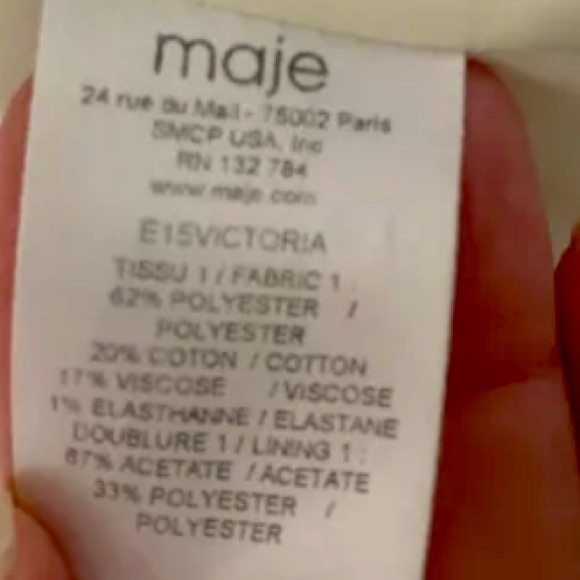 maje
24 rue du Mail - 75002 Paris
SMCP USA, Inc
RN 132 784
www.maje.com
E15VICTORIA
TISSU 1 / FABRIC 1 :
62% POLYESTER /
POLYESTER
20% COTON / COTTON
17% VISCOSE / VISCOSE
1% ELASTHANNE / ELASTANE
DOUBLURE 1 / LINING 1 :
67% ACETATE / ACETATE
33% POLYESTER /
POLYESTER